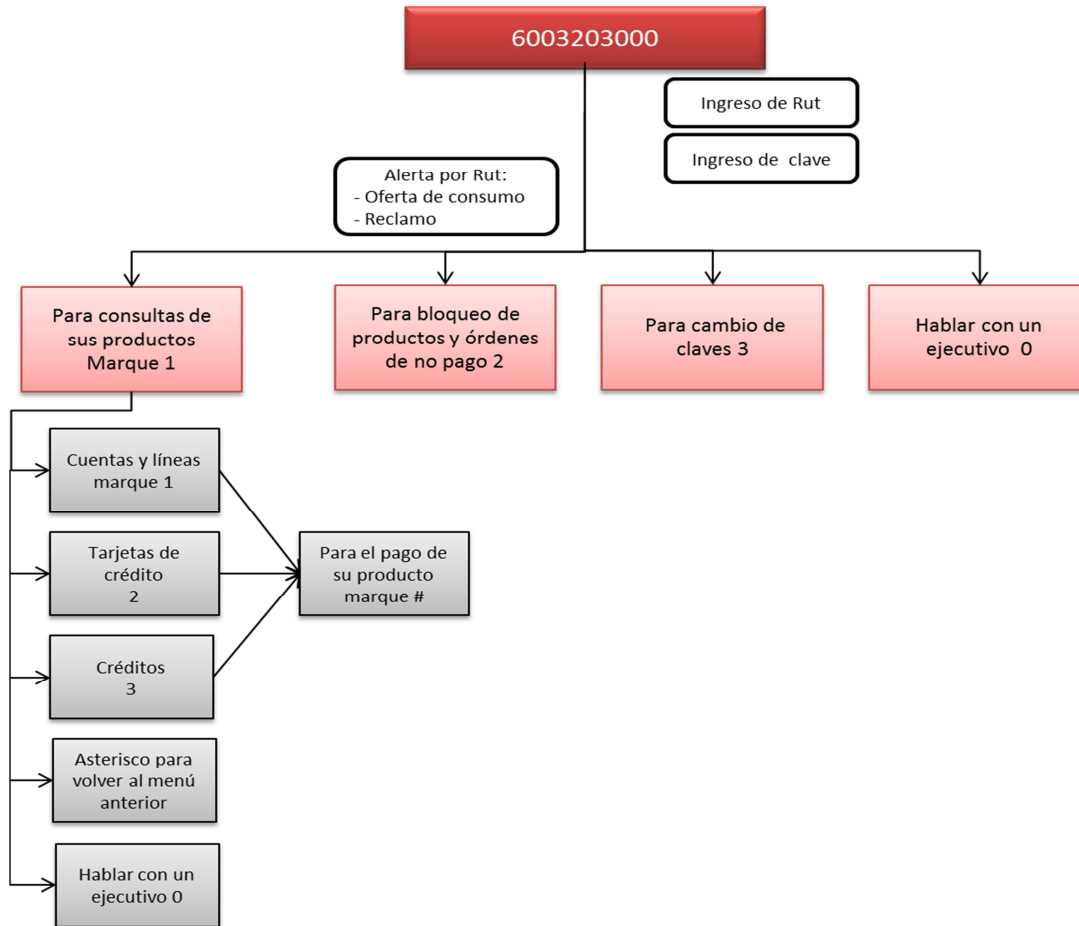 6003203000
Ingreso de Rut
Ingreso de clave
Alerta por Rut:
- Oferta de consumo
- Reclamo
Para consultas de
sus productos
Marque 1
Para bloqueo de
productos y órdenes
de no pago 2
Para cambio de
claves 3
Hablar con un
ejecutivo 0
Cuentas y líneas
marque 1
Tarjetas de
crédito
2
Para el pago de
su producto
marque #
Créditos
3
Asterisco para
volver al menú
anterior
Hablar con un
ejecutivo 0